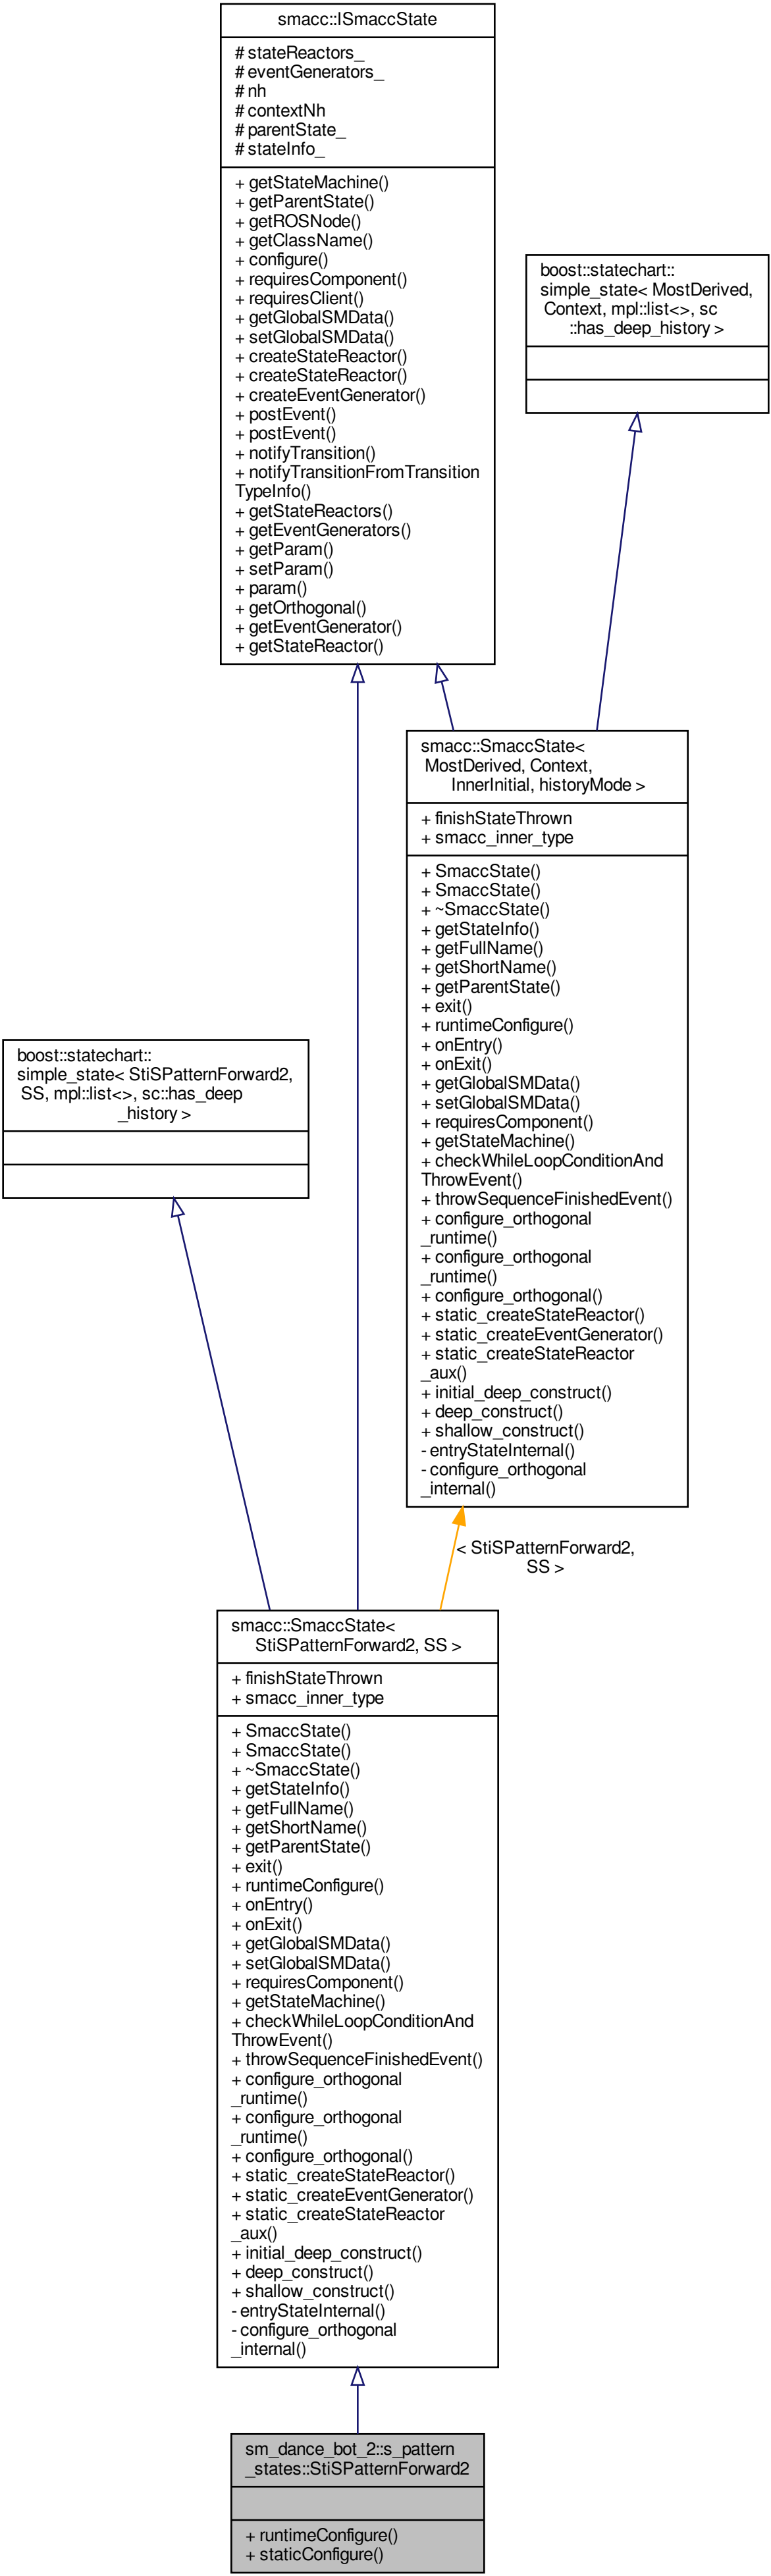 smacc::ISmaccState
# stateReactors_
# eventGenerators_
# nh
# contextNh
# parentState_
# stateInfo_
+ getStateMachine()
+ getParentState()
+ getROSNode()
+ getClassName()
+ configure()
+ requiresComponent()
+ requiresClient()
+ getGlobalSMData()
+ setGlobalSMData()
+ createStateReactor()
+ createStateReactor()
+ createEventGenerator()
+ postEvent()
+ postEvent()
+ notifyTransition()
+ notifyTransitionFromTransition
TypeInfo()
+ getStateReactors()
+ getEventGenerators()
+ getParam()
+ setParam()
+ param()
+ getOrthogonal()
+ getEventGenerator()
+ getStateReactor()
boost::statechart::
simple_state< MostDerived,
Context, mpl::list<>, sc
::has_deep_history >
smacc::SmaccState<
MostDerived, Context,
InnerInitial, historyMode >
+ finishStateThrown
+ smacc_inner_type
+ SmaccState()
+ SmaccState()
+ ~SmaccState()
+ getStateInfo()
+ getFullName()
+ getShortName()
+ getParentState()
+ exit()
+ runtimeConfigure()
+ onEntry()
+ onExit()
+ getGlobalSMData()
+ setGlobalSMData()
+ requiresComponent()
+ getStateMachine()
+ checkWhileLoopConditionAnd
ThrowEvent()
+ throwSequenceFinishedEvent()
+ configure_orthogonal
_runtime()
+ configure_orthogonal
_runtime()
+ configure_orthogonal()
+ static_createStateReactor()
+ static_createEventGenerator()
+ static_createStateReactor
_aux()
+ initial_deep_construct()
+ deep_construct()
+ shallow_construct()
- entryStateInternal()
- configure_orthogonal
_internal()
boost::statechart::
simple_state< StiSPatternForward2,
SS, mpl::list<>, sc::has_deep
_history >
< StiSPatternForward2,
SS >
smacc::SmaccState<
StiSPatternForward2, SS >
+ finishStateThrown
+ smacc_inner_type
+ SmaccState()
+ SmaccState()
+ ~SmaccState()
+ getStateInfo()
+ getFullName()
+ getShortName()
+ getParentState()
+ exit()
+ runtimeConfigure()
+ onEntry()
+ onExit()
+ getGlobalSMData()
+ setGlobalSMData()
+ requiresComponent()
+ getStateMachine()
+ checkWhileLoopConditionAnd
ThrowEvent()
+ throwSequenceFinishedEvent()
+ configure_orthogonal
_runtime()
+ configure_orthogonal
_runtime()
+ configure_orthogonal()
+ static_createStateReactor()
+ static_createEventGenerator()
+ static_createStateReactor
_aux()
+ initial_deep_construct()
+ deep_construct()
+ shallow_construct()
- entryStateInternal()
- configure_orthogonal
_internal()
sm_dance_bot_2::s_pattern
_states::StiSPatternForward2
+ runtimeConfigure()
+ staticConfigure()